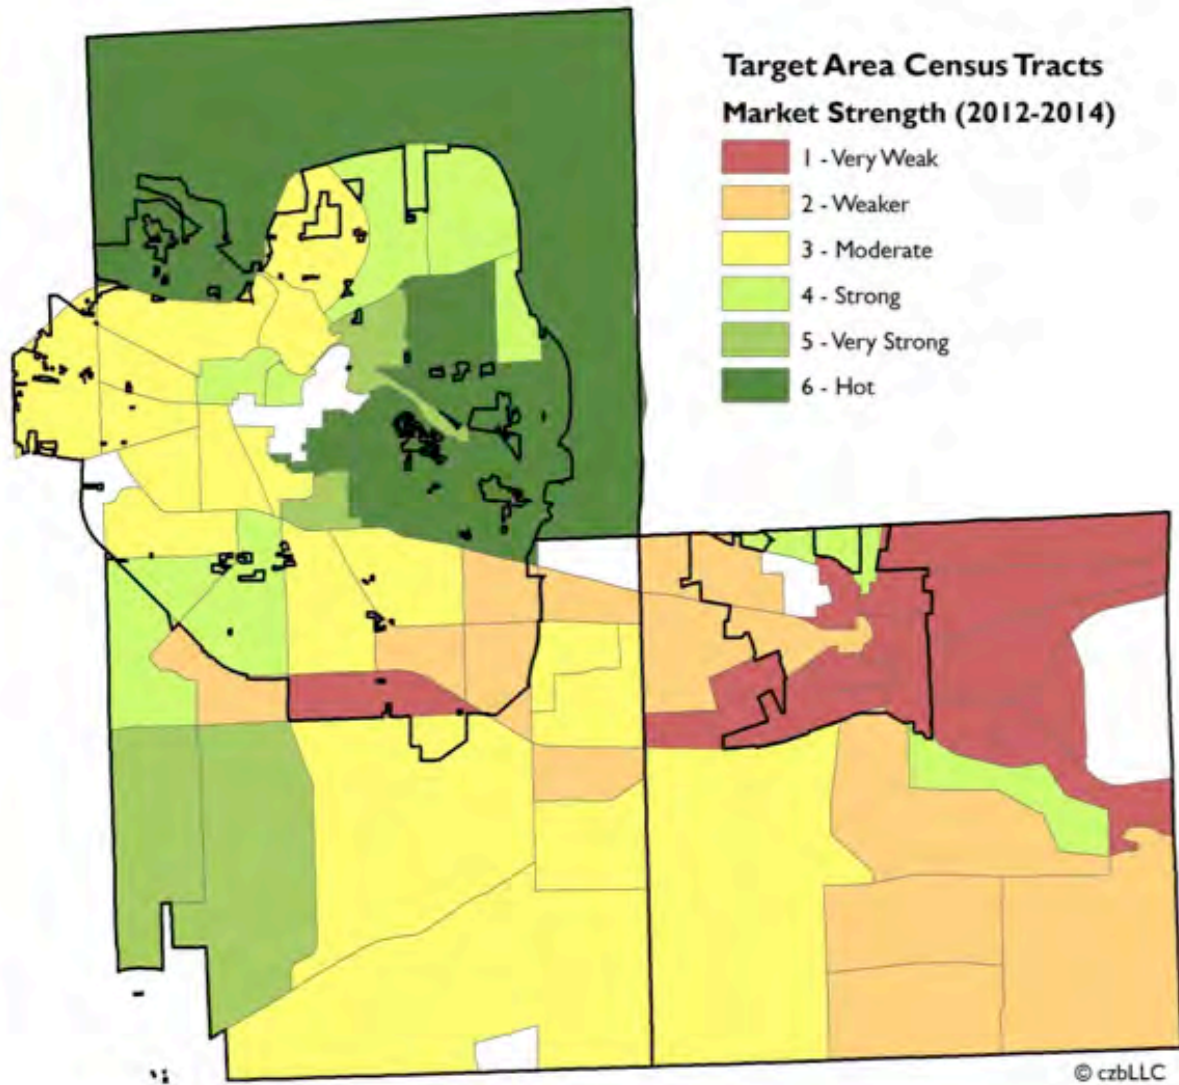 Target Area Census Tracts
Market Strength (2012-2014)
1 - Very Weak
2 - Weaker
3 - Moderate
4 - Strong
5 - Very Strong
6 - Hot
© czbLLC